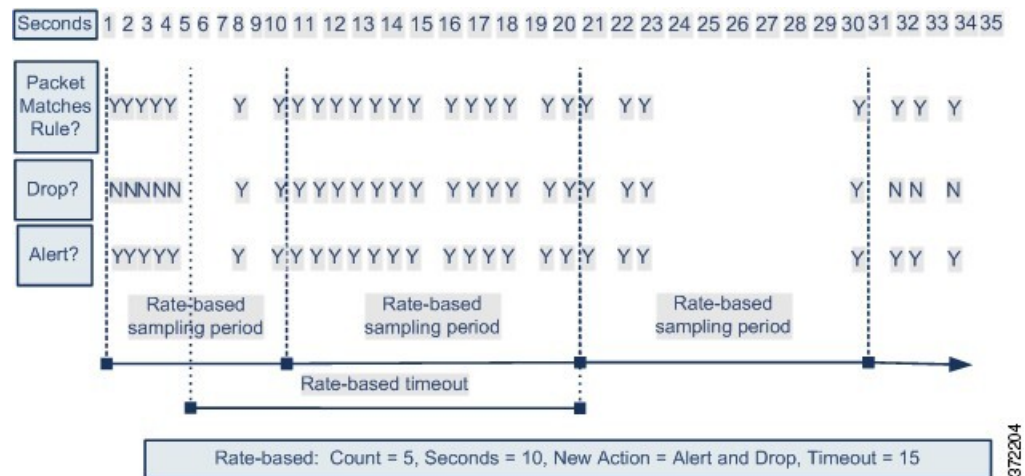 Seconds 1 2 3 4 5 6 7 8 9 10 11 12 13 14 15 16 17 18 19 20 21 22 23 24 25 26 27 28 29 30 31 32 33 34 35
Packet
Matches
Rule?
YYYYY Y Y Y Y Y Y Y Y Y Y Y Y Y Y Y Y Y Y Y Y Y Y
Drop?
NNNNN Y Y Y Y Y Y Y Y Y Y Y Y Y Y Y Y Y Y Y N N N
Alert?
YYYYY Y Y Y Y Y Y Y Y Y Y Y Y Y Y Y Y Y Y Y Y Y Y
Rate-based
sampling period
Rate-based
sampling period
Rate-based
sampling period
Rate-based timeout
Rate-based: Count = 5, Seconds = 10, New Action = Alert and Drop, Timeout = 15
372204